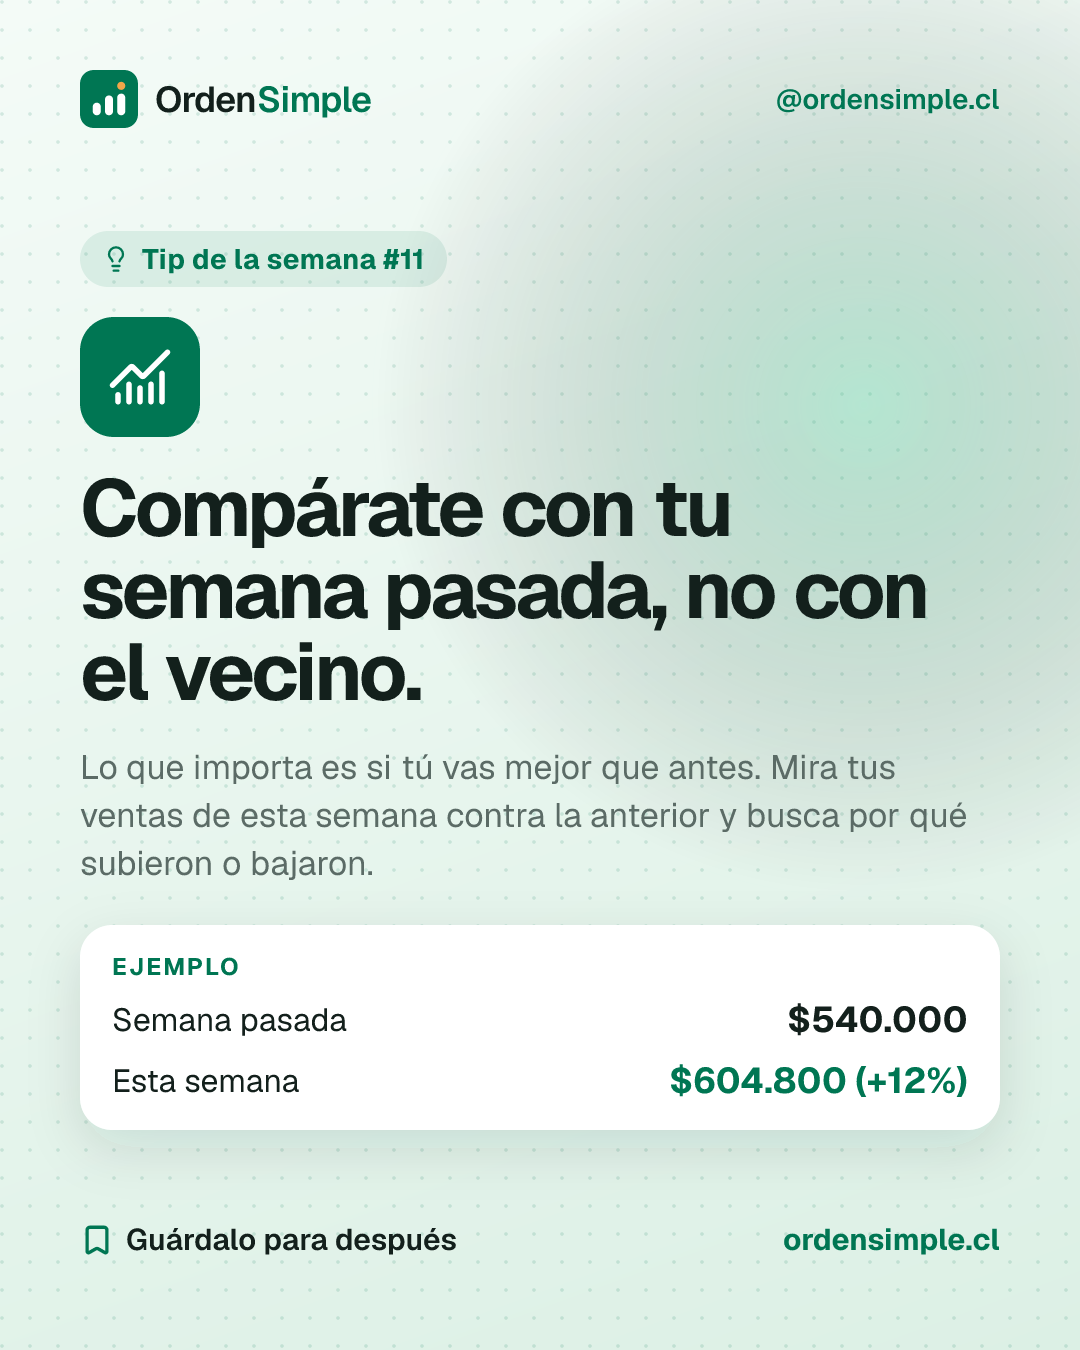 OrdenSimple
@ordensimple.cl
Tip de la semana #11
Compárate con tu
semana pasada, no con
el vecino.
Lo que importa es si tú vas mejor que antes. Mira tus
ventas de esta semana contra la anterior y busca por qué
subieron o bajaron.
EJEMPLO
Semana pasada $540.000
Esta semana $604.800 (+12%)
Guárdalo para después
ordensimple.cl